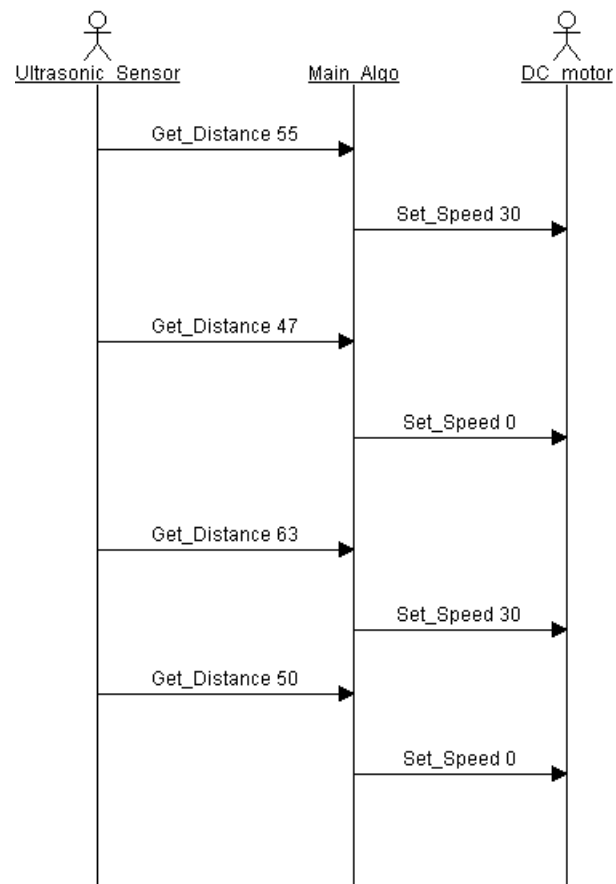 Ultrasonic_Sensor
Main_Algo
DC_motor
Get_Distance 55
Set_Speed 30
Get_Distance 47
Set_Speed 0
Get_Distance 63
Set_Speed 30
Get_Distance 50
Set_Speed 0